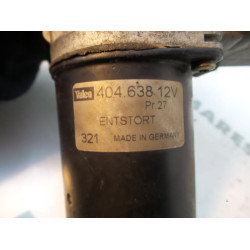 Valeo 404.638 12V
Pr.27
ENTSTÖRT
321 MADE IN GERMANY